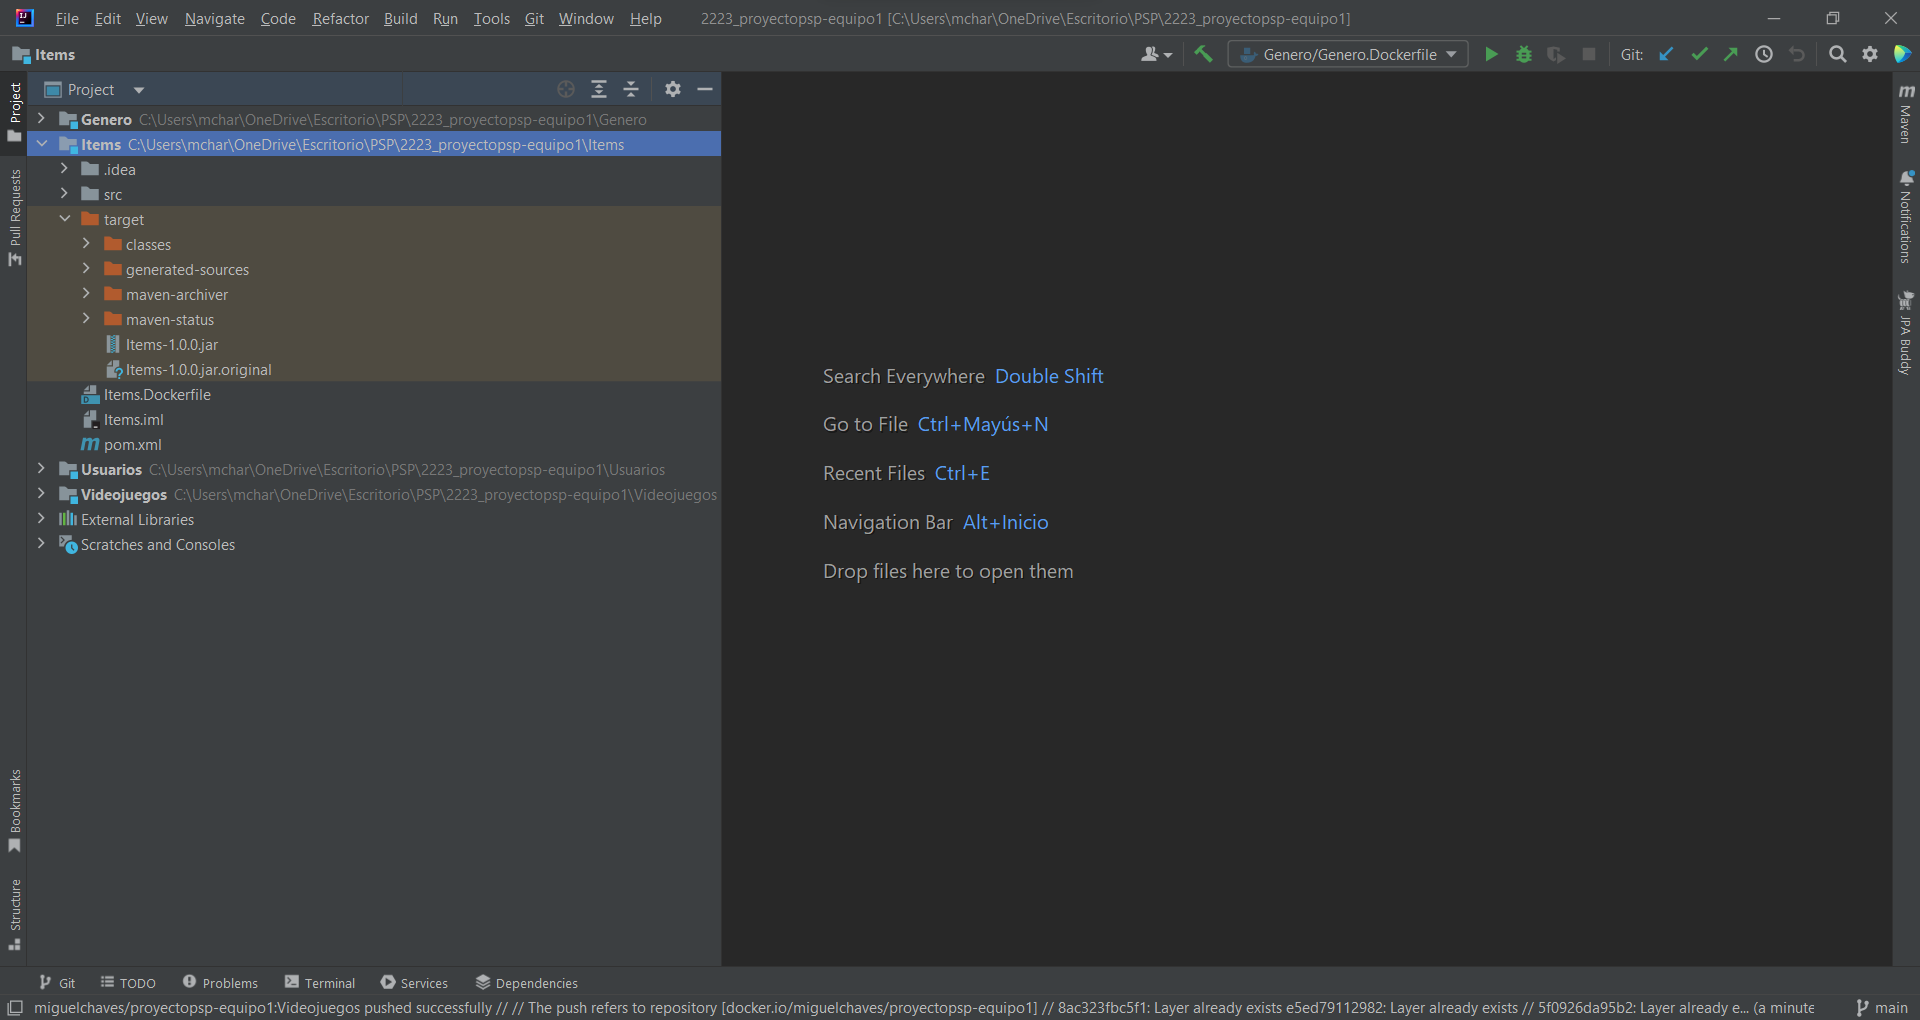 File Edit View Navigate Code Refactor Build Run Tools Git Window Help 2223_proyectopsp-equipo1 [C:\Users\mchar\OneDrive\Escritorio\PSP\2223_proyectopsp-equipo1]
Items Genero/Genero.Dockerfile Git:
Project
Genero C:\Users\mchar\OneDrive\Escritorio\PSP\2223_proyectopsp-equipo1\Genero
Items C:\Users\mchar\OneDrive\Escritorio\PSP\2223_proyectopsp-equipo1\Items
.idea
src
target
classes
generated-sources
maven-archiver
maven-status
Items-1.0.0.jar
Items-1.0.0.jar.original
Items.Dockerfile
Items.iml
pom.xml
Usuarios C:\Users\mchar\OneDrive\Escritorio\PSP\2223_proyectopsp-equipo1\Usuarios
Videojuegos C:\Users\mchar\OneDrive\Escritorio\PSP\2223_proyectopsp-equipo1\Videojuegos
External Libraries
Scratches and Consoles
Project
Pull Requests
Bookmarks
Structure
Search Everywhere Double Shift
Go to File Ctrl+Mayús+N
Recent Files Ctrl+E
Navigation Bar Alt+Inicio
Drop files here to open them
Maven
Notifications
JPA Buddy
Git TODO Problems Terminal Services Dependencies
miguelchaves/proyectopsp-equipo1:Videojuegos pushed successfully // // The push refers to repository [docker.io/miguelchaves/proyectopsp-equipo1] // 8ac323fbc5f1: Layer already exists e5ed79112982: Layer already exists // 5f0926da95b2: Layer already e... (a minute main